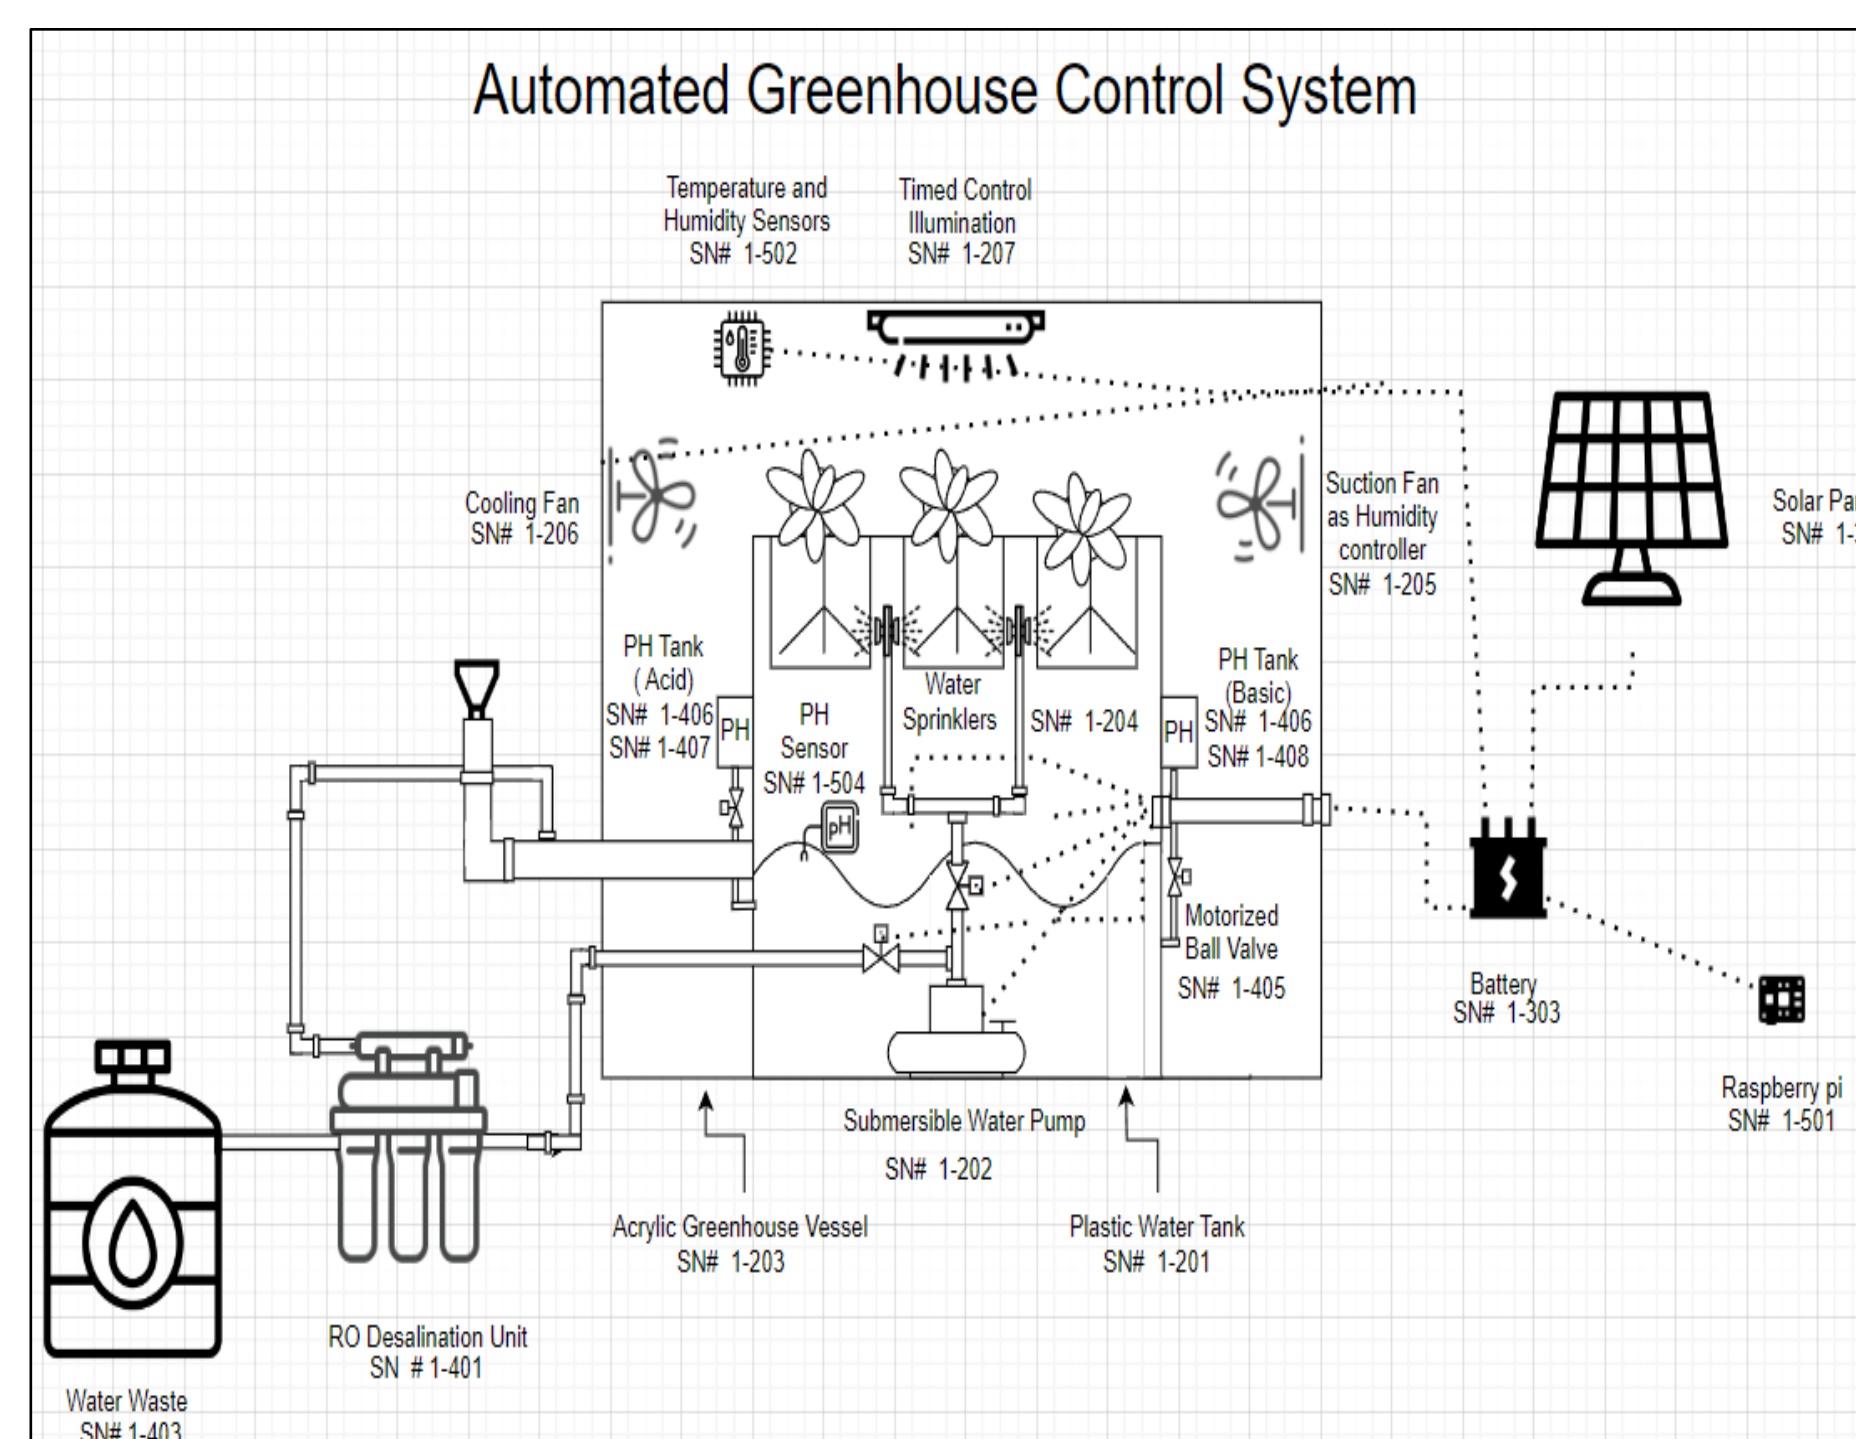 Automated Greenhouse Control System
Temperature and
Humidity Sensors
SN# 1-502
Timed Control
Illumination
SN# 1-207
Cooling Fan
SN# 1-206
Suction Fan
as Humidity
controller
SN# 1-205
Solar
SN#
PH Tank
( Acid)
SN# 1-406
SN# 1-407
PH
PH
Sensor
SN# 1-504
pH
Water
Sprinklers
SN# 1-204
PH
PH Tank
(Basic)
SN# 1-406
SN# 1-408
Motorized
Ball Valve
SN# 1-405
Battery
SN# 1-303
Raspberry pi
SN# 1-501
Submersible Water Pump
SN# 1-202
Acrylic Greenhouse Vessel
SN# 1-203
Plastic Water Tank
SN# 1-201
RO Desalination Unit
SN # 1-401
Water Waste
SN# 1-403